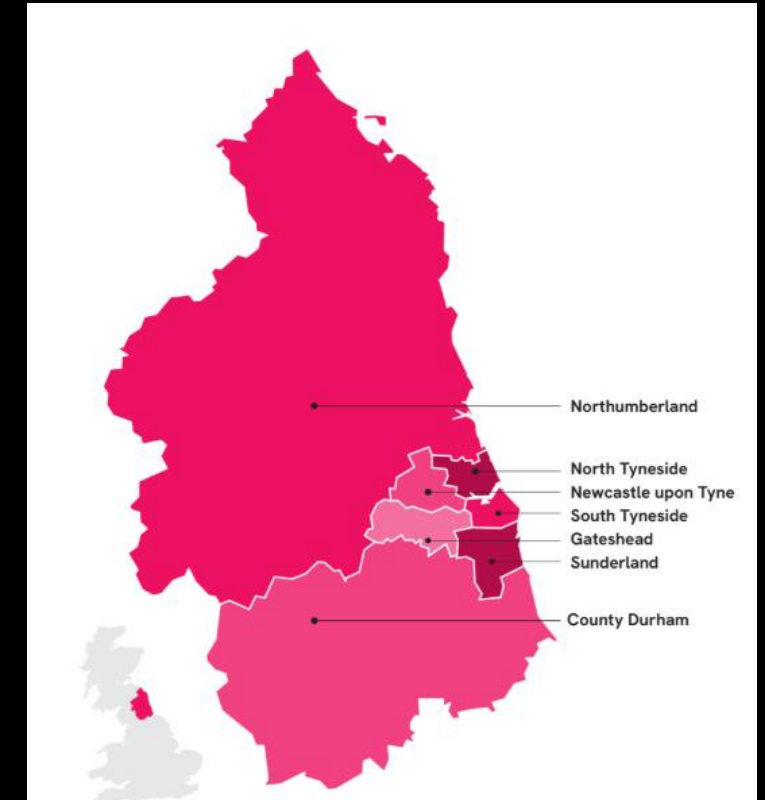 Northumberland
North Tyneside
Newcastle upon Tyne
South Tyneside
Gateshead
Sunderland
County Durham